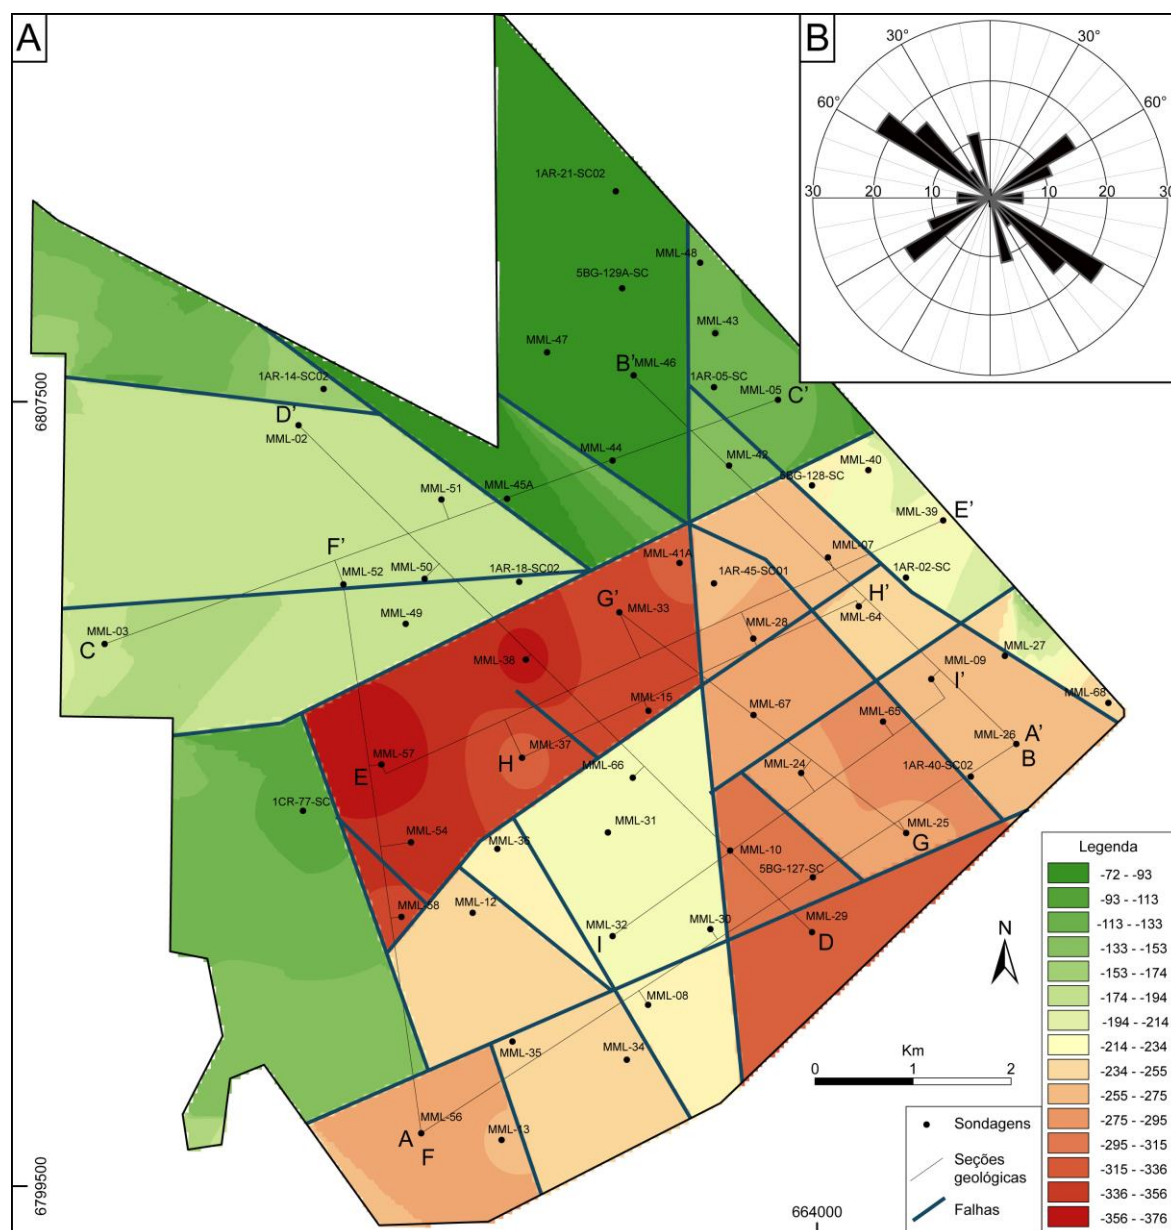 A
B
30°
30°
60°
60°
30
20
10
10
20
30
1AR-21-SC02
MML-48
5BG-129A-SC
MML-43
MML-47
B'
MML-46
1AR-14-SC02
1AR-05-SC
MML-05
C'
6807500
D'
MML-02
MML-44
MML-42
MML-40
5BG-128-SC
MML-51
MML-45A
MML-39
E'
F'
MML-07
MML-41A
MML-52
MML-50
1AR-18-SC02
1AR-45-SC01
1AR-02-SC
G'
MML-33
H'
MML-64
MML-49
MML-03
C
MML-28
MML-38
MML-27
MML-09
I'
MML-68
MML-15
MML-67
MML-65
MML-57
E
MML-37
H
MML-26
A'
B
MML-66
MML-24
1AR-40-SC02
1CR-77-SC
MML-31
MML-25
G
MML-54
MML-36
MML-10
5BG-127-SC
MML-58
MML-12
MML-32
I
MML-30
MML-29
D
N
MML-08
MML-35
MML-34
MML-56
A
F
MML-13
6799500
664000
Km
0
1
2
Sondagens
Seções
geológicas
Falhas
Legenda
-72 - -93
-93 - -113
-113 - -133
-133 - -153
-153 - -174
-174 - -194
-194 - -214
-214 - -234
-234 - -255
-255 - -275
-275 - -295
-295 - -315
-315 - -336
-336 - -356
-356 - -376